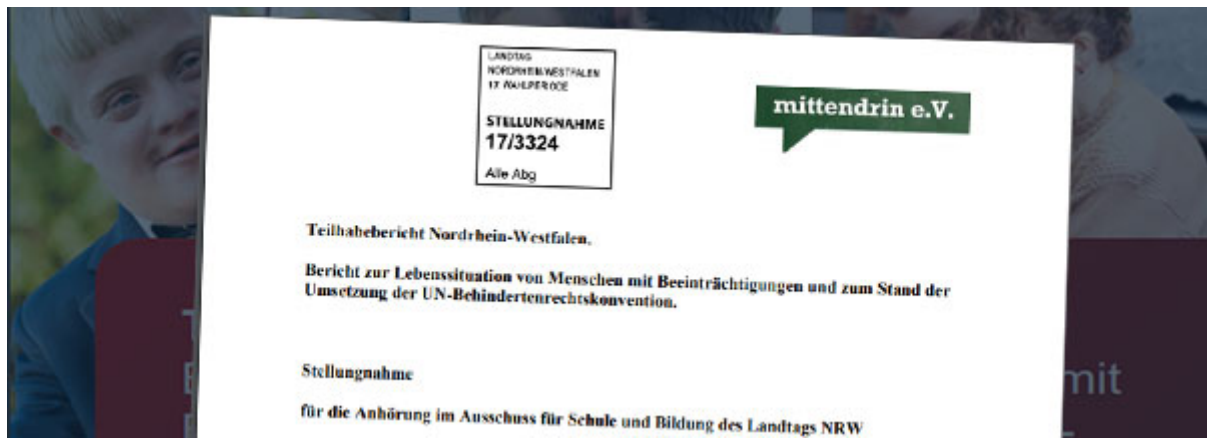 LANDTAG
NORDRHEIN-WESTFALEN
17. WAHLPERIODE
STELLUNGNAHME
17/3324
Alle Abg
mittendrin e.V.
Teilhabebericht Nordrhein-Westfalen.
Bericht zur Lebenssituation von Menschen mit Beeinträchtigungen und zum Stand der
Umsetzung der UN-Behindertenrechtskonvention.
Stellungnahme
für die Anhörung im Ausschuss für Schule und Bildung des Landtags NRW
mit